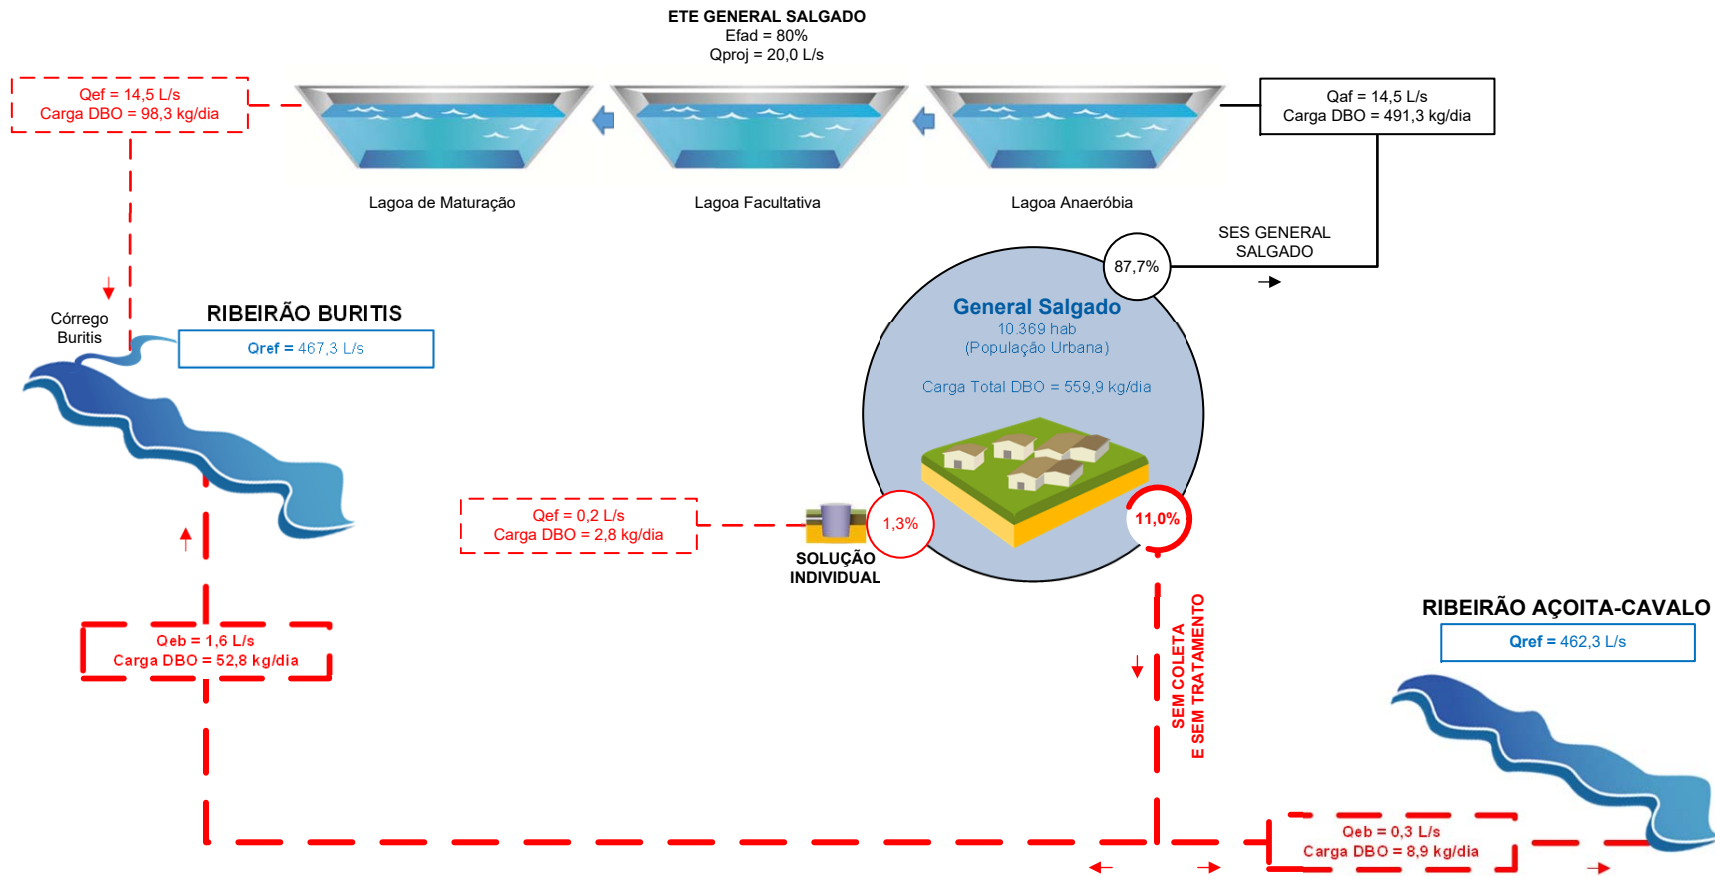 ETE GENERAL SALGADO
Efad = 80%
Qproj = 20,0 L/s
Qef = 14,5 L/s
Carga DBO = 98,3 kg/dia
Qaf = 14,5 L/s
Carga DBO = 491,3 kg/dia
Lagoa de Maturação
Lagoa Facultativa
Lagoa Anaeróbia
SES GENERAL
SALGADO
87,7%
Córrego
Buritis
RIBEIRÃO BURITIS
Qref = 467,3 L/s
General Salgado
10.369 hab
(População Urbana)
Carga Total DBO = 559,9 kg/dia
Qef = 0,2 L/s
Carga DBO = 2,8 kg/dia
1,3%
11,0%
SOLUÇÃO
INDIVIDUAL
SEM COLETA
E SEM TRATAMENTO
RIBEIRÃO AÇOITA-CAVALO
Qref = 462,3 L/s
Qeb = 1,6 L/s
Carga DBO = 52,8 kg/dia
Qeb = 0,3 L/s
Carga DBO = 8,9 kg/dia